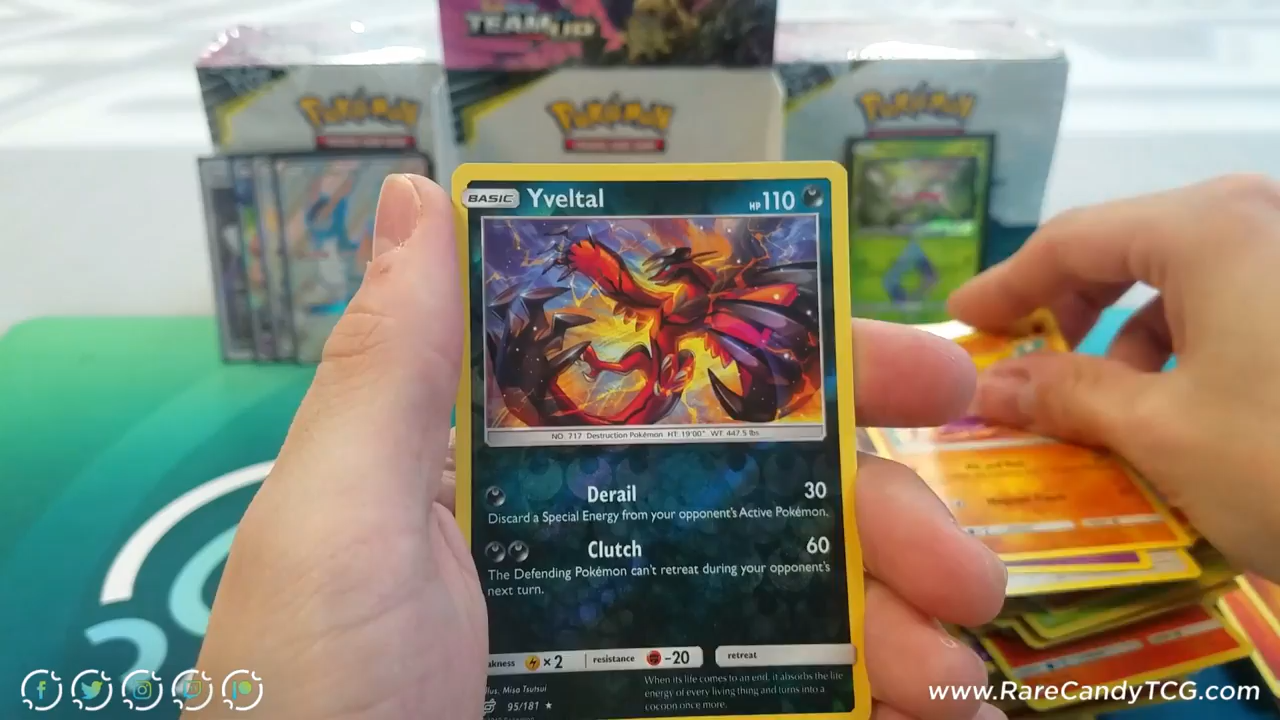 TEAM UP
Pokémon
Pokémon
Pokémon
BASIC Yveltal HP 110
NO. 717 Destruction Pokémon HT: 19'00" WT: 447.5 lbs
Derail 30
Discard a Special Energy from your opponent's Active Pokémon.
Clutch 60
The Defending Pokémon can't retreat during your opponent's
next turn.
akness ×2 resistance -20 retreat
When its life comes to an end, it absorbs the life
energy of every living thing and turns into a
cocoon once more.
llus. Misa Tsutsui
95/181 ★
www.RareCandyTCG.com